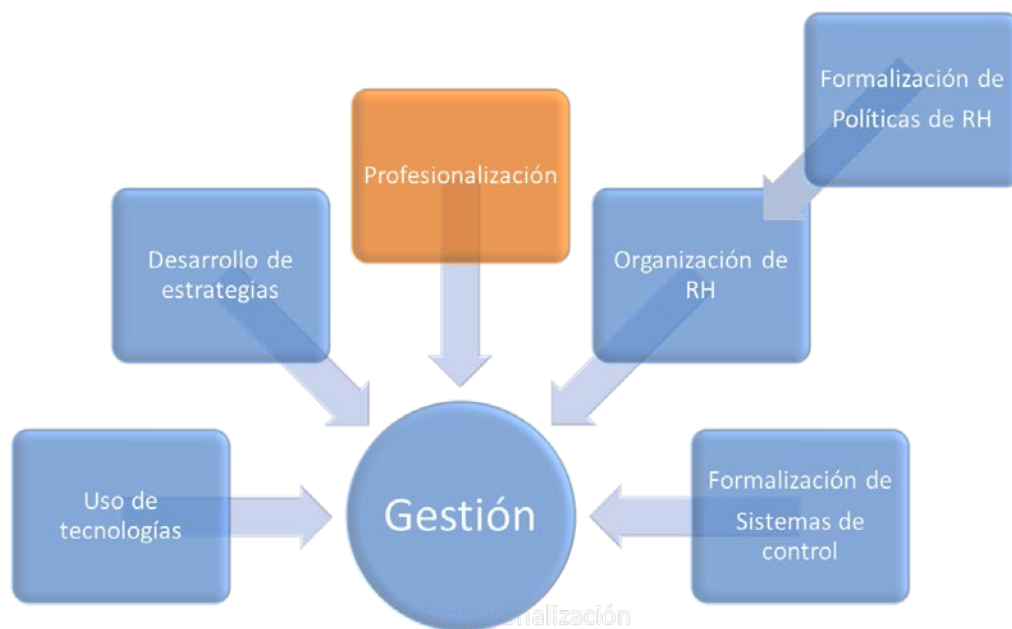 Formalización de
Políticas de RH
Profesionalización
Desarrollo de
estrategias
Organización de
RH
Uso de
tecnologías
Gestión
Formalización de
Sistemas de
control